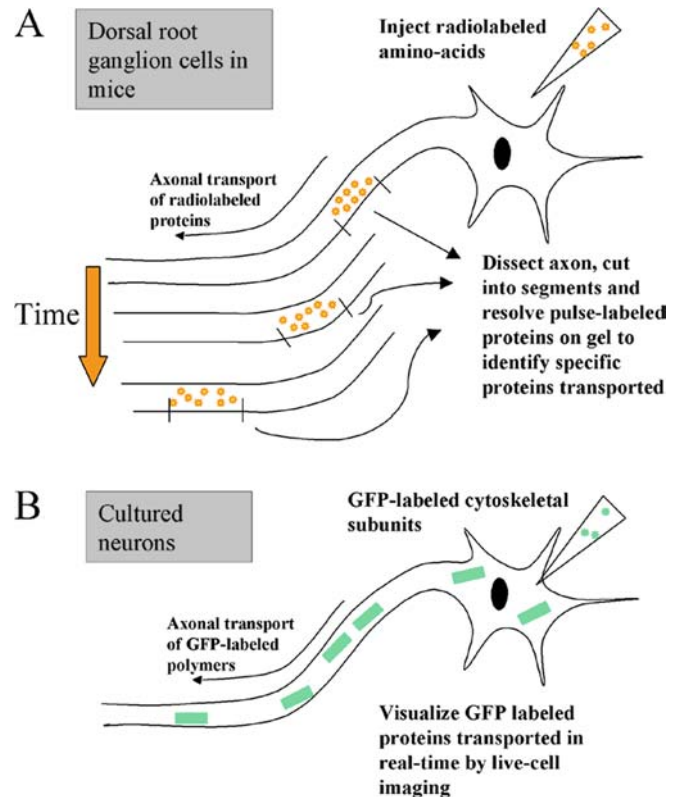 A
Dorsal root
ganglion cells in
mice
Inject radiolabeled
amino-acids
Axonal transport
of radiolabeled
proteins
Time
Dissect axon, cut
into segments and
resolve pulse-labeled
proteins on gel to
identify specific
proteins transported
B
Cultured
neurons
GFP-labeled cytoskeletal
subunits
Axonal transport
of GFP-labeled
polymers
Visualize GFP labeled
proteins transported in
real-time by live-cell
imaging